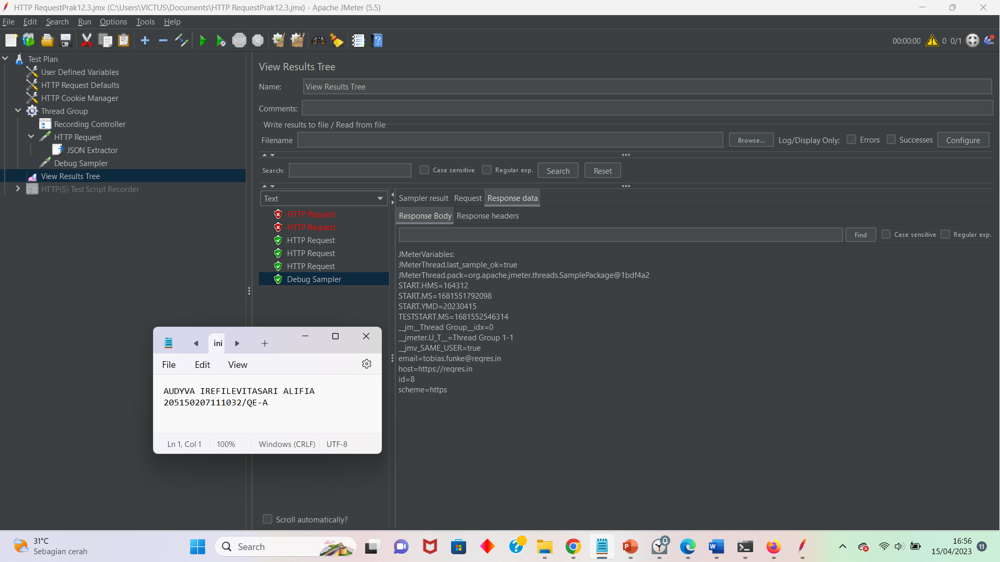 HTTP RequestPrak12.3.jmx (C:\Users\VICTUS\Documents\HTTP RequestPrak12.3.jmx) - Apache JMeter (5.5)
File Edit Search Run Options Tools Help
00:00:00 0 0/1
Test Plan
User Defined Variables
HTTP Request Defaults
HTTP Cookie Manager
Thread Group
Recording Controller
HTTP Request
JSON Extractor
Debug Sampler
View Results Tree
HTTP(S) Test Script Recorder
View Results Tree
Name: View Results Tree
Comments:
Write results to file / Read from file
Filename Browse... Log/Display Only: Errors Successes Configure
Search: Case sensitive Regular exp. Search Reset
Text
HTTP Request
HTTP Request
HTTP Request
HTTP Request
HTTP Request
Debug Sampler
Scroll automatically?
Sampler result Request Response data
Response Body Response headers
Find Case sensitive Regular exp.
JMeterVariables:
JMeterThread.last_sample_ok=true
JMeterThread.pack=org.apache.jmeter.threads.SamplePackage@1bdf4a2
START.HMS=164312
START.MS=1681551792098
START.YMD=20230415
TESTSTART.MS=1681552546314
__jm__Thread Group__idx=0
__jmeter.U_T__=Thread Group 1-1
__jmv_SAME_USER=true
email=tobias.funke@reqres.in
host=https://reqres.in
id=8
scheme=https
ini
File Edit View
AUDYVA IREFILEVITASARI ALIFIA
205150207111032/QE-A
Ln 1, Col 1 100% Windows (CRLF) UTF-8
31°C
Sebagian cerah
Search
16:56
15/04/2023
11